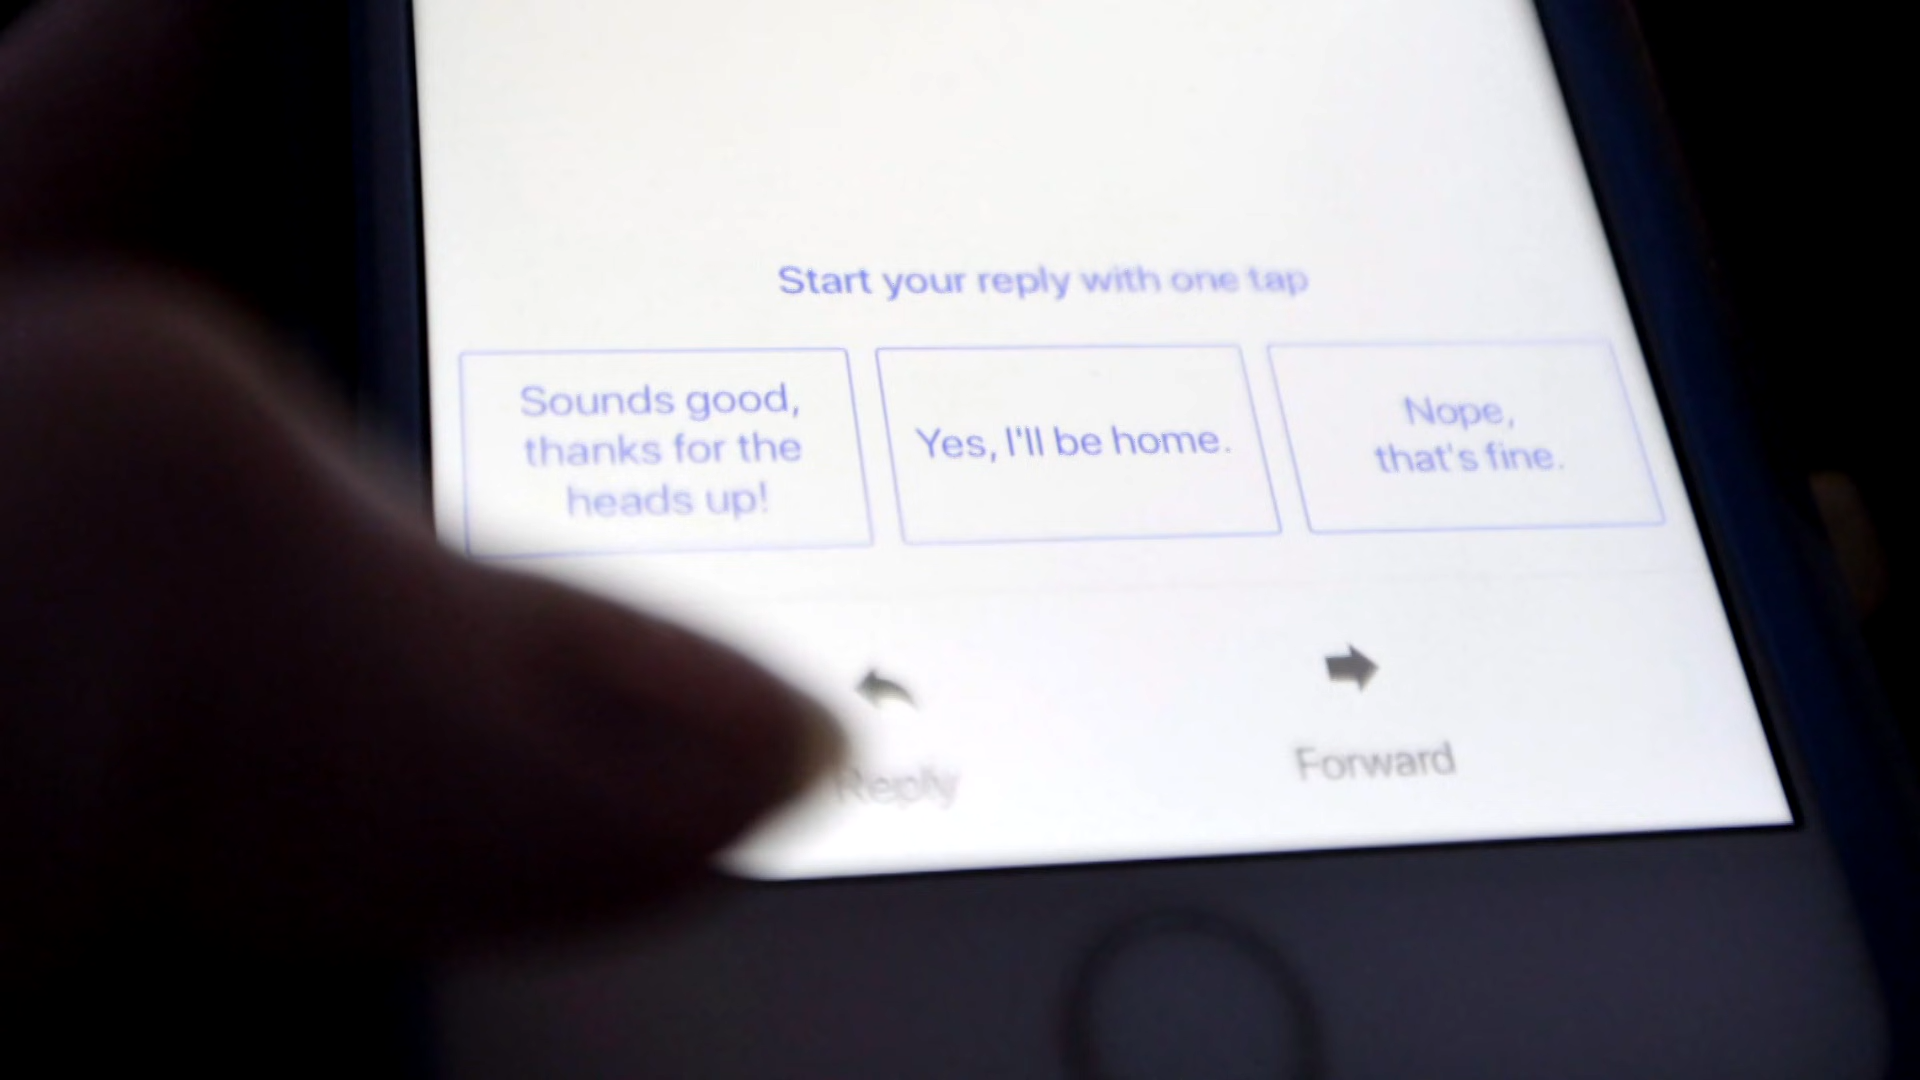 Start your reply with one tap
Sounds good,
thanks for the
heads up!
Yes, I'll be home.
Nope,
that's fine.
Reply
Forward